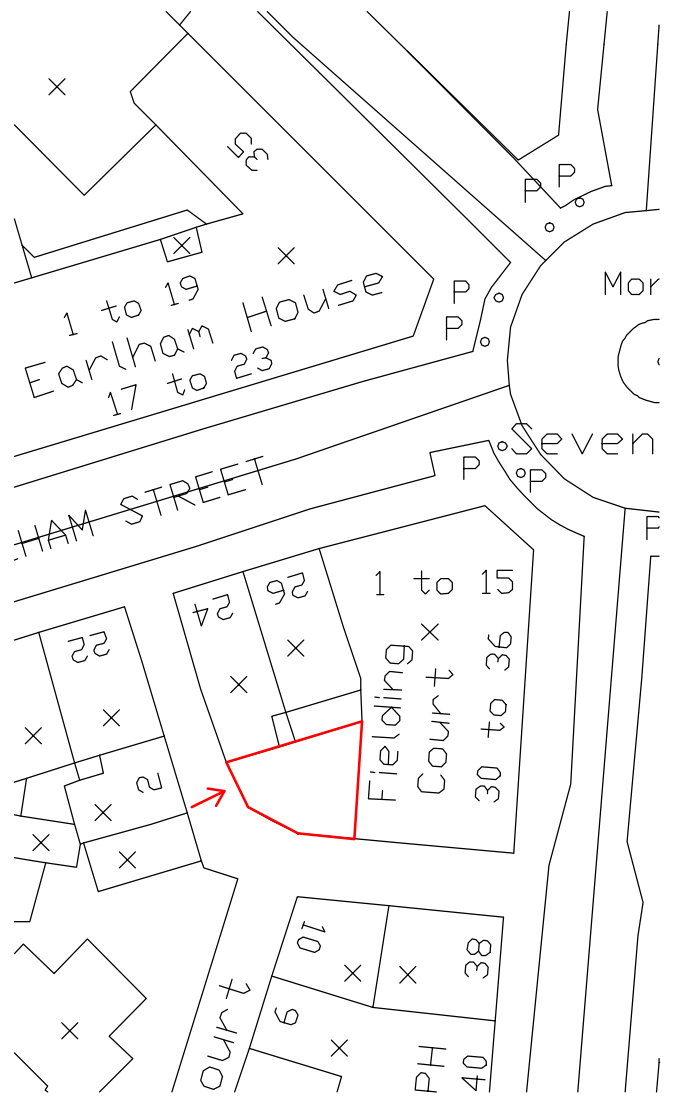 35
P
P
Mor
P
P
1 to 19
Earlham House
17 to 23
Seven
P
P
HAM STREET
P
24
26
1 to 15
Fielding
Court
30 to 36
22
2
10
38
9
ourt
PH
40